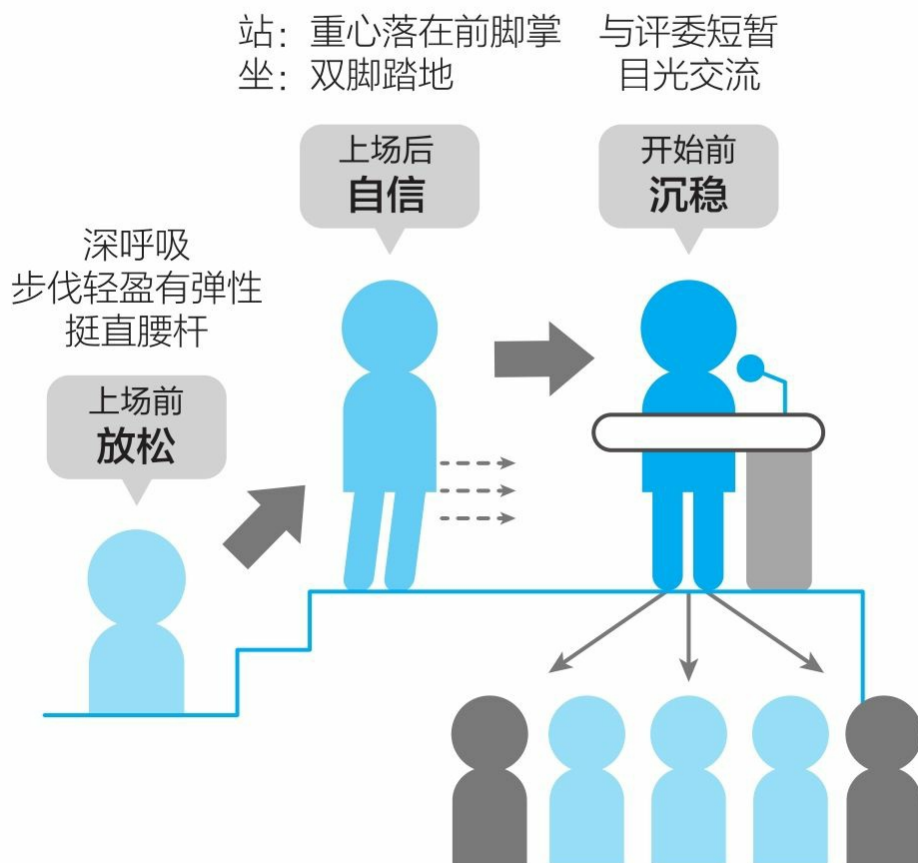 深呼吸
步伐轻盈有弹性
挺直腰杆
上场前
放松
站：重心落在前脚掌
坐：双脚踏地
上场后
自信
与评委短暂
目光交流
开始前
沉稳